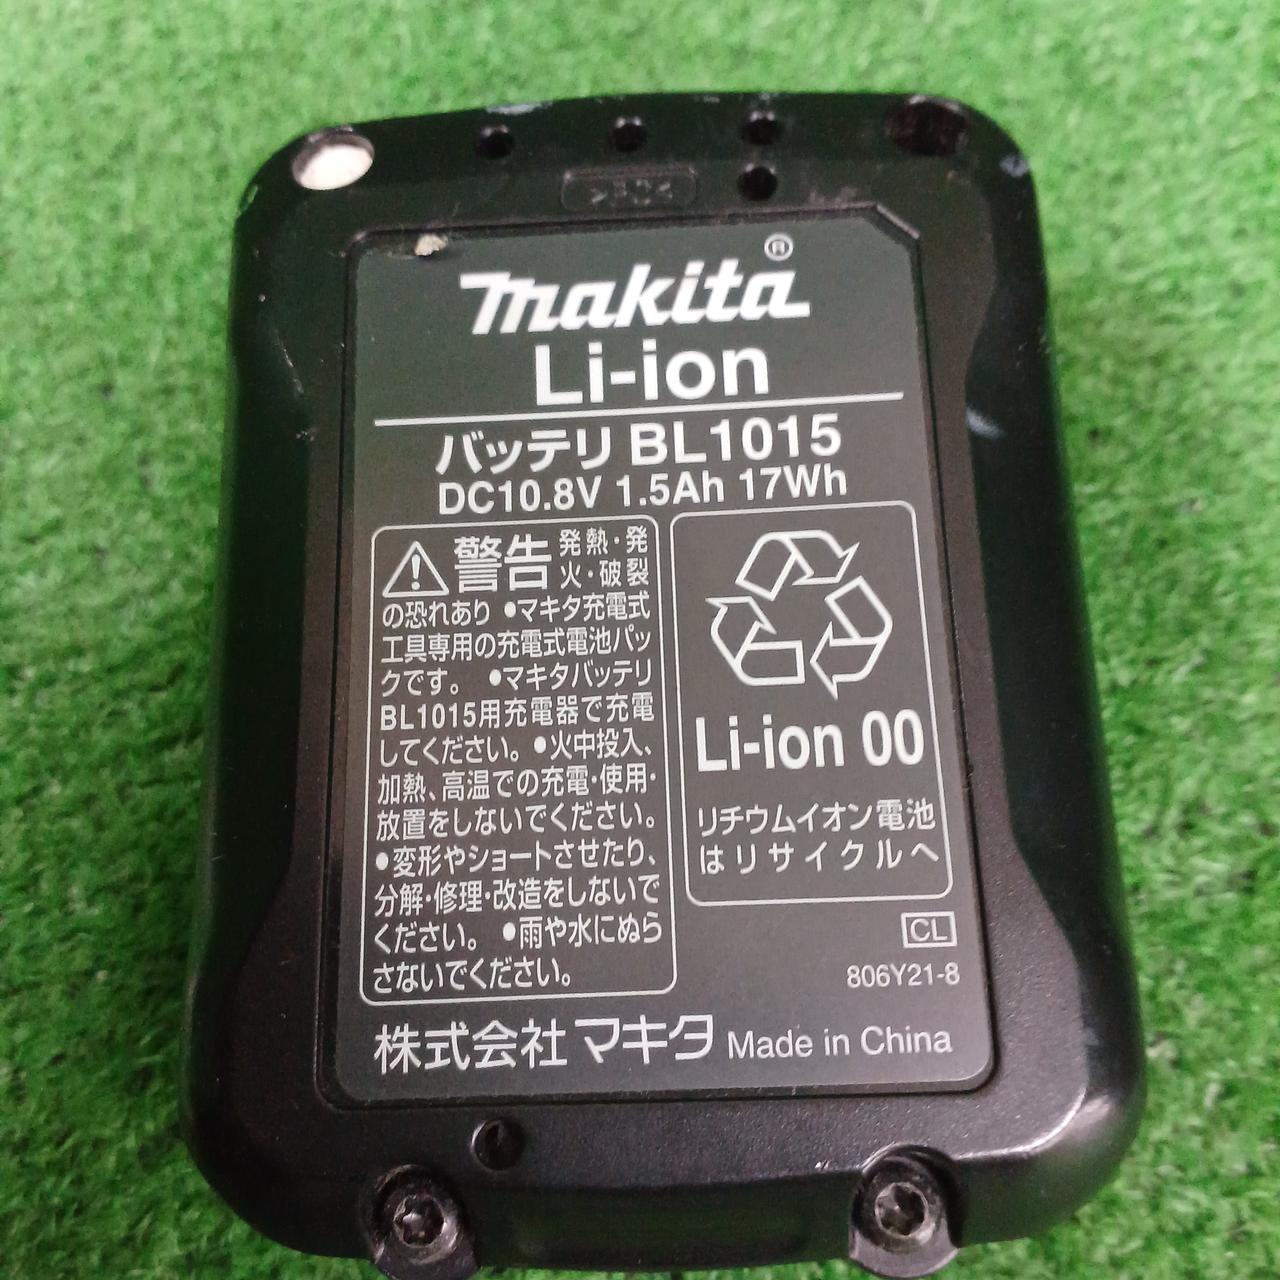 makita®
Li-ion
バッテリ BL1015
DC10.8V 1.5Ah 17Wh
警告 発熱・発
火・破裂
の恐れあり ●マキタ充電式
工具専用の充電式電池パッ
クです。 ●マキタバッテリ
BL1015用充電器で充電
してください。●火中投入、
加熱、高温での充電・使用・
放置をしないでください。
●変形やショートさせたり、
分解・修理・改造をしないで
ください。 ●雨や水にぬら
さないでください。
Li-ion 00
リチウムイオン電池
はリサイクルへ
CL
806Y21-8
株式会社マキタ Made in China